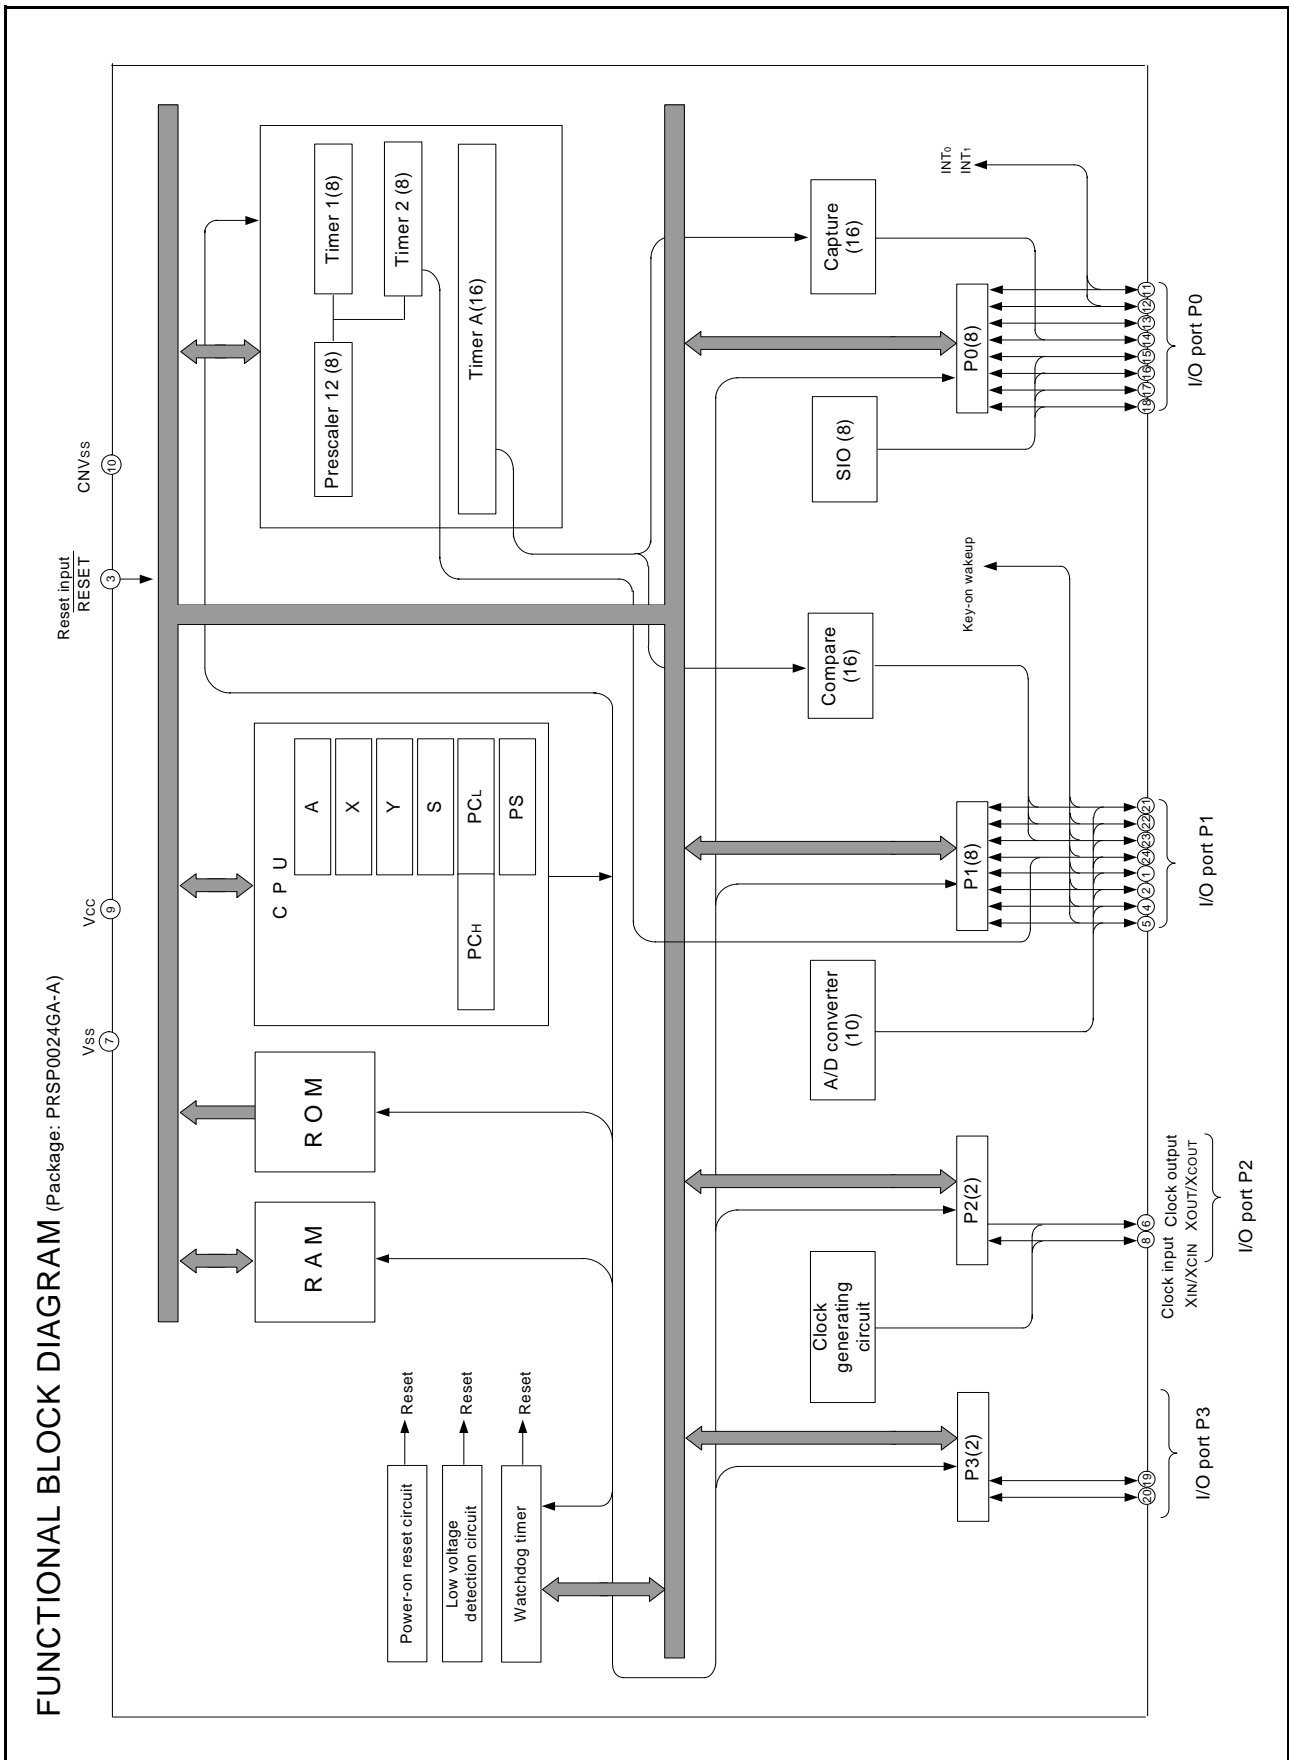 FUNCTIONAL BLOCK DIAGRAM (Package: PRSP0024GA-A)
VSS
7
VCC
9
Reset input
RESET
3
CNVSS
10
RAM
ROM
CPU
A
X
Y
S
PCH
PCL
PS
Prescaler 12 (8)
Timer 1(8)
Timer 2 (8)
Timer A(16)
Power-on reset circuit
Reset
Low voltage
detection circuit
Reset
Watchdog timer
Reset
Clock
generating
circuit
A/D converter
(10)
Compare
(16)
SIO (8)
Capture
(16)
P3(2)
P2(2)
P1(8)
P0(8)
Key-on wakeup
INT0
INT1
20 19
8 6
5 4 2 1 24 23 22 21
18 17 16 15 14 13 12 11
I/O port P3
Clock input
XIN/XCIN
Clock output
XOUT/XCOUT
I/O port P2
I/O port P1
I/O port P0